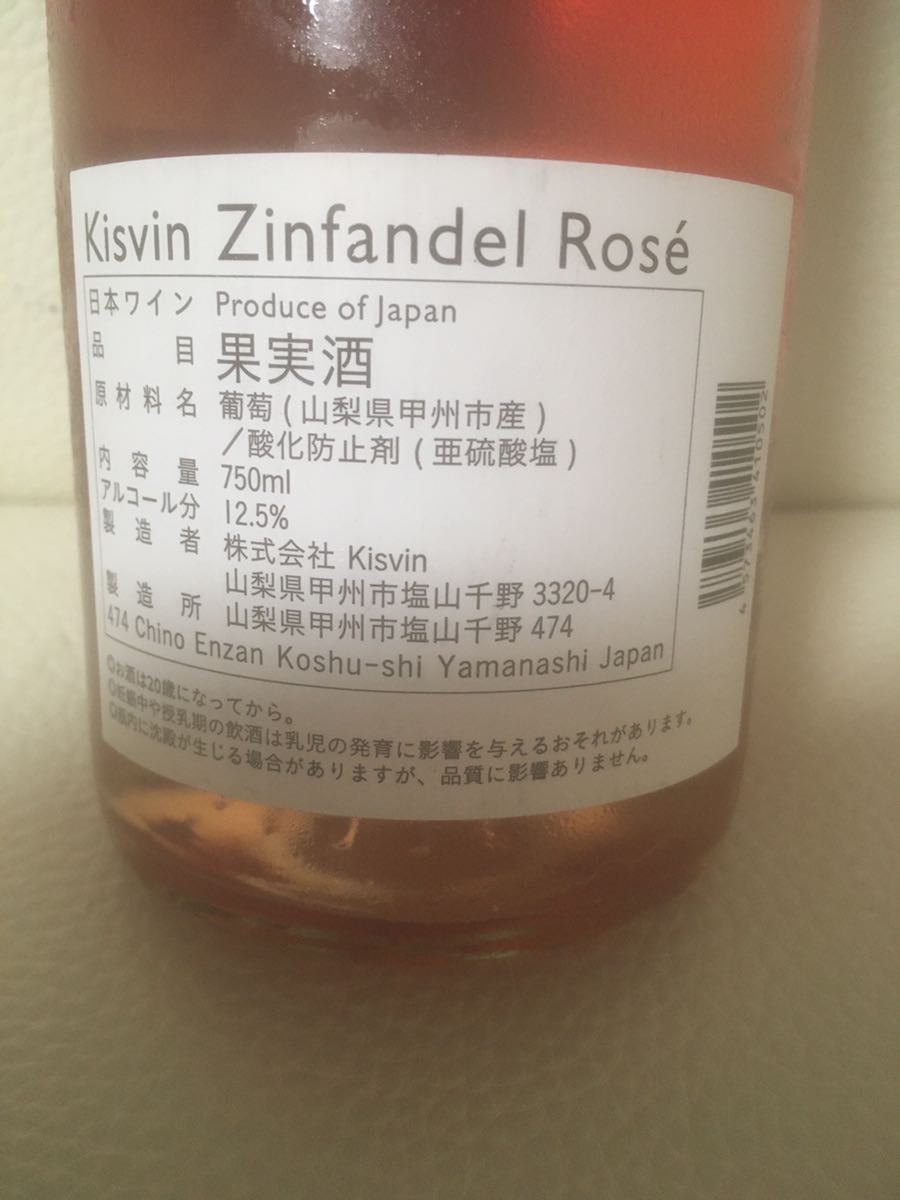 Kisvin Zinfandel Rosé
日本ワイン Produce of Japan
品目 果実酒
原材料名 葡萄(山梨県甲州市産)
/酸化防止剤(亜硫酸塩)
内容量 750ml
アルコール分 12.5%
製造者 株式会社 Kisvin
山梨県甲州市塩山千野 3320-4
製造所 山梨県甲州市塩山千野 474
474 Chino Enzan Koshu-shi Yamanashi Japan
◎お酒は20歳になってから。
◎妊娠中や授乳期の飲酒は乳児の発育に影響を与えるおそれがあります。
◎瓶内に沈殿が生じる場合がありますが、品質に影響ありません。
4 573463 410502